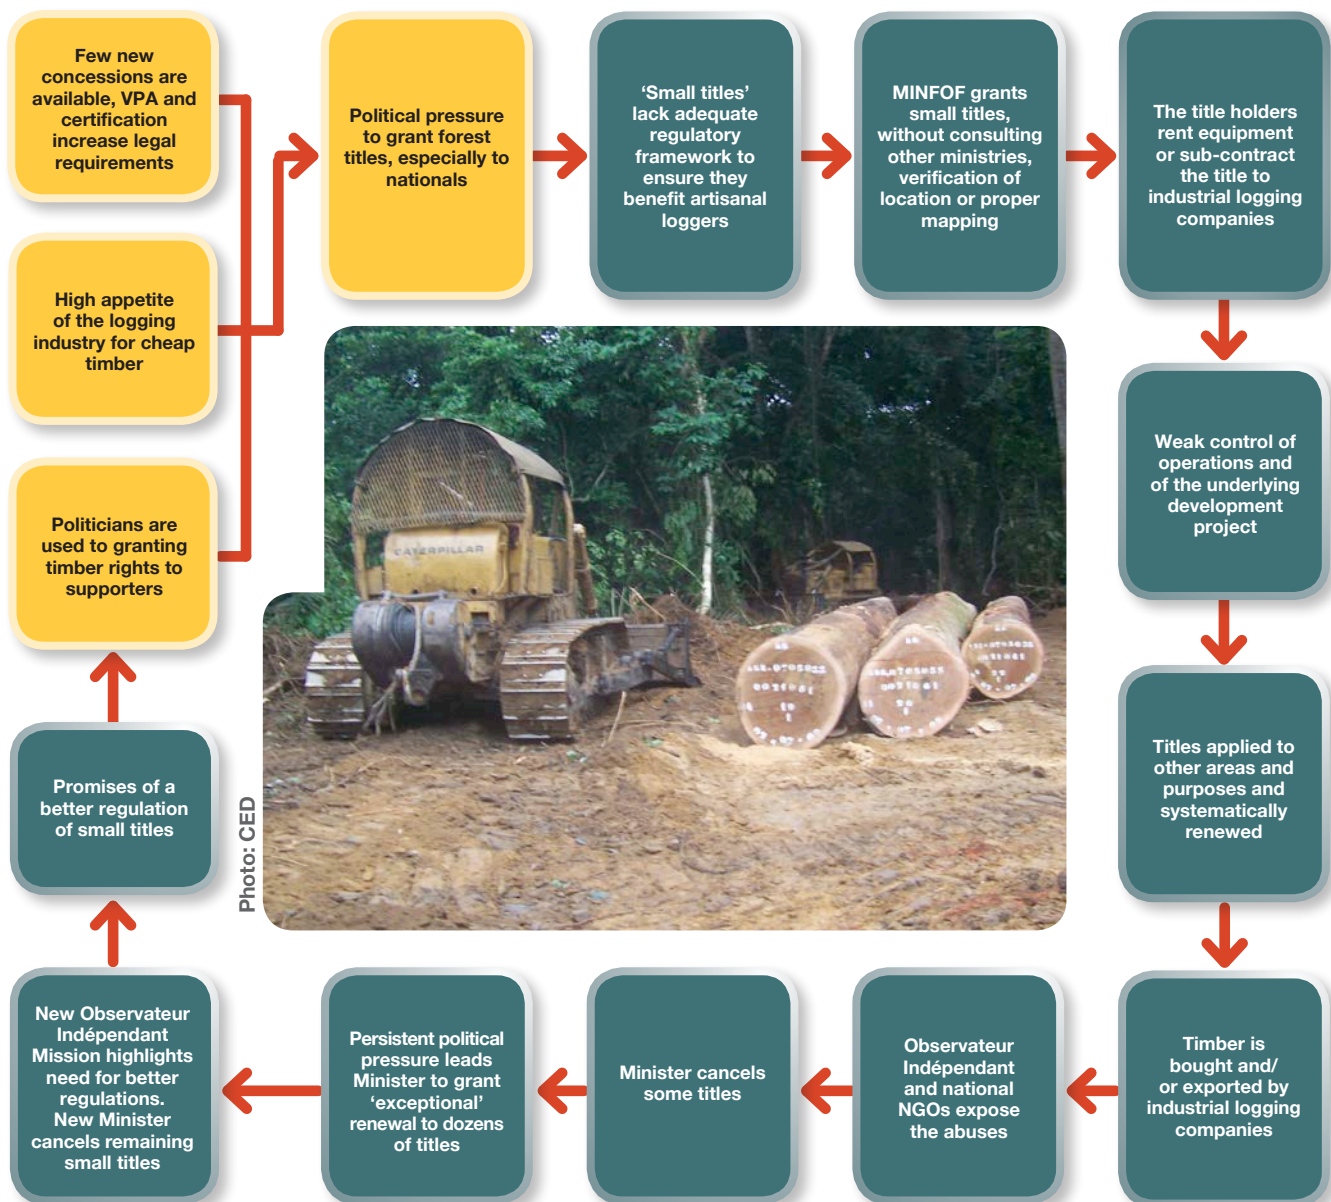 Few new
concessions are
available, VPA and
certification
increase legal
requirements
High appetite
of the logging
industry for cheap
timber
Politicians are
used to granting
timber rights to
supporters
Political pressure
to grant forest
titles, especially to
nationals
‘Small titles’
lack adequate
regulatory
framework to
ensure they
benefit artisanal
loggers
MINFOF grants
small titles,
without consulting
other ministries,
verification of
location or proper
mapping
The title holders
rent equipment
or sub-contract
the title to
industrial logging
companies
Weak control of
operations and
of the underlying
development
project
Titles applied to
other areas and
purposes and
systematically
renewed
Timber is
bought and/
or exported by
industrial logging
companies
Observateur
Indépendant
and national
NGOs expose
the abuses
Minister cancels
some titles
Persistent political
pressure leads
Minister to grant
‘exceptional’
renewal to dozens
of titles
New Observateur
Indépendant
Mission highlights
need for better
regulations.
New Minister
cancels remaining
small titles
Promises of a
better regulation
of small titles
CATERPILLAR
Photo: CED